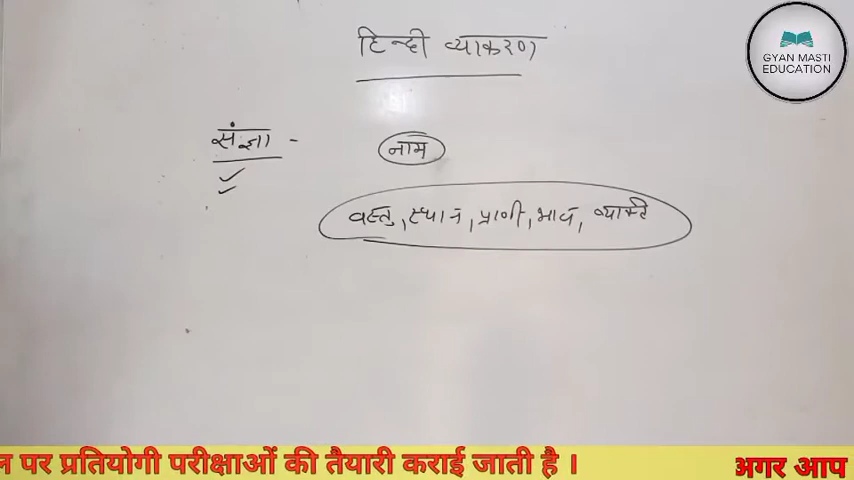 हिन्दी व्याकरण
GYAN MASTI
EDUCATION
संज्ञा - नाम
वस्तु, स्थान, प्राणी, भाव, व्यक्ति
पर प्रतियोगी परीक्षाओं की तैयारी कराई जाती है । अगर आप